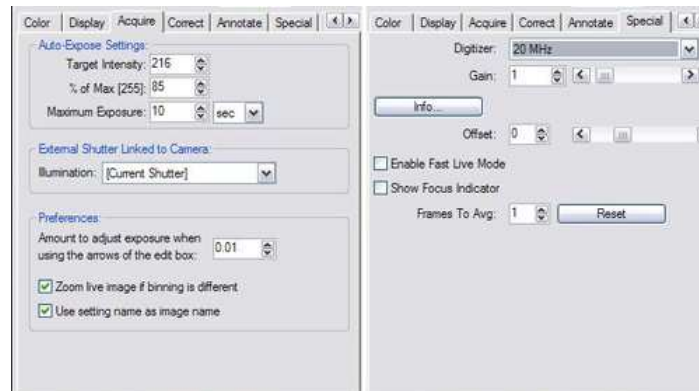 Color Display Acquire Correct Annotate Special
Auto-Expose Settings:
Target Intensity: 216
% of Max [255]: 85
Maximum Exposure: 10 sec
External Shutter Linked to Camera:
Illumination: [Current Shutter]
Preferences:
Amount to adjust exposure when
using the arrows of the edit box: 0.01
Zoom live image if binning is different
Use setting name as image name
Color Display Acquire Correct Annotate Special
Digitizer: 20 MHz
Gain: 1
Info...
Offset: 0
Enable Fast Live Mode
Show Focus Indicator
Frames To Avg: 1 Reset